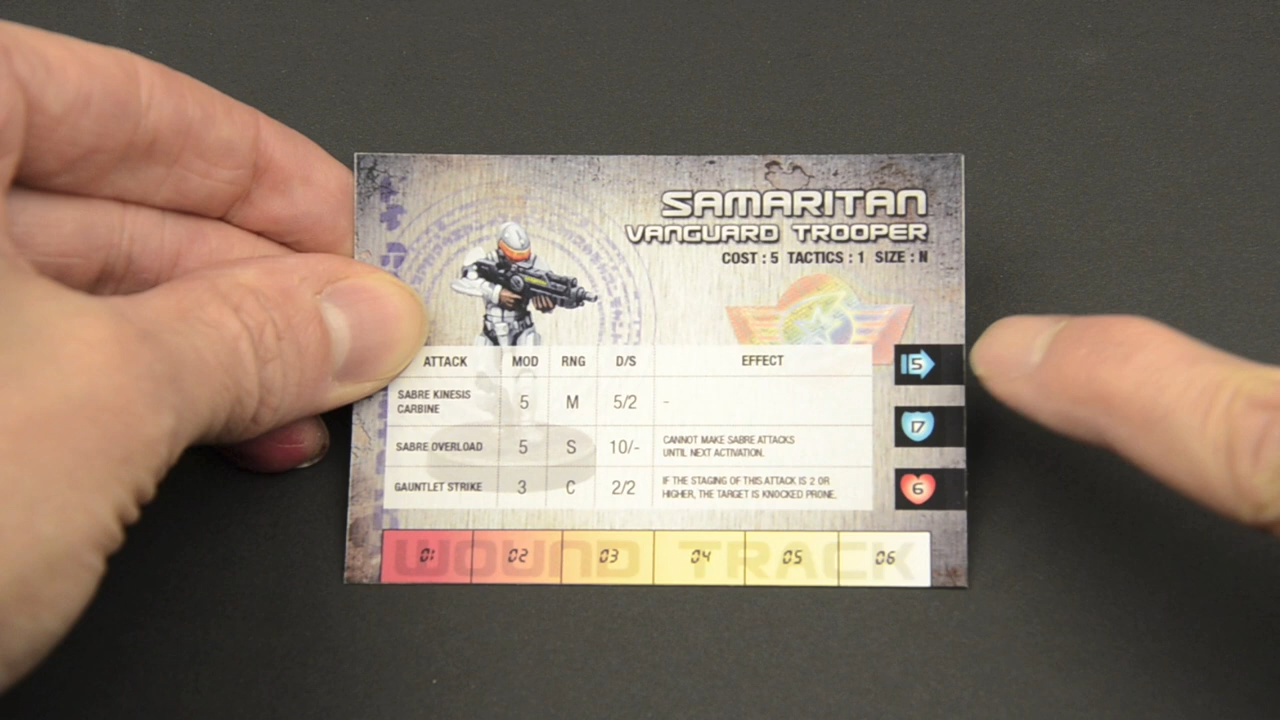 SAMARITAN
VANGUARD TROOPER
COST : 5 TACTICS : 1 SIZE : N
ATTACK MOD RNG D/S EFFECT
5
SABRE KINESIS
CARBINE 5 M 5/2 -
17
SABRE OVERLOAD 5 S 10/- CANNOT MAKE SABRE ATTACKS
UNTIL NEXT ACTIVATION.
GAUNTLET STRIKE 3 C 2/2 IF THE STAGING OF THIS ATTACK IS 2 OR
HIGHER, THE TARGET IS KNOCKED PRONE.
6
WOUND TRACK
01 02 03 04 05 06